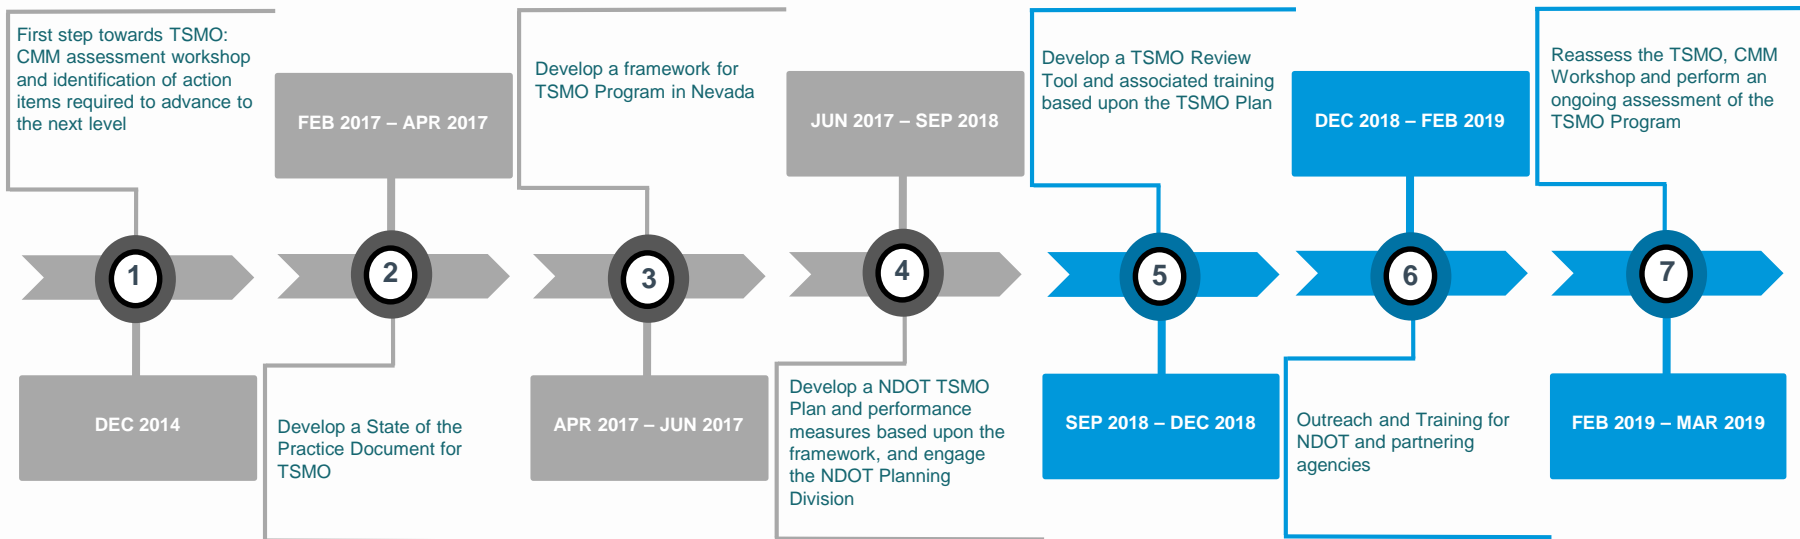 First step towards TSMO:
CMM assessment workshop
and identification of action
items required to advance to
the next level
1
DEC 2014
FEB 2017 – APR 2017
2
Develop a State of the
Practice Document for
TSMO
Develop a framework for
TSMO Program in Nevada
3
APR 2017 – JUN 2017
JUN 2017 – SEP 2018
4
Develop a NDOT TSMO
Plan and performance
measures based upon the
framework, and engage
the NDOT Planning
Division
Develop a TSMO Review
Tool and associated training
based upon the TSMO Plan
5
SEP 2018 – DEC 2018
DEC 2018 – FEB 2019
6
Outreach and Training for
NDOT and partnering
agencies
Reassess the TSMO, CMM
Workshop and perform an
ongoing assessment of the
TSMO Program
7
FEB 2019 – MAR 2019